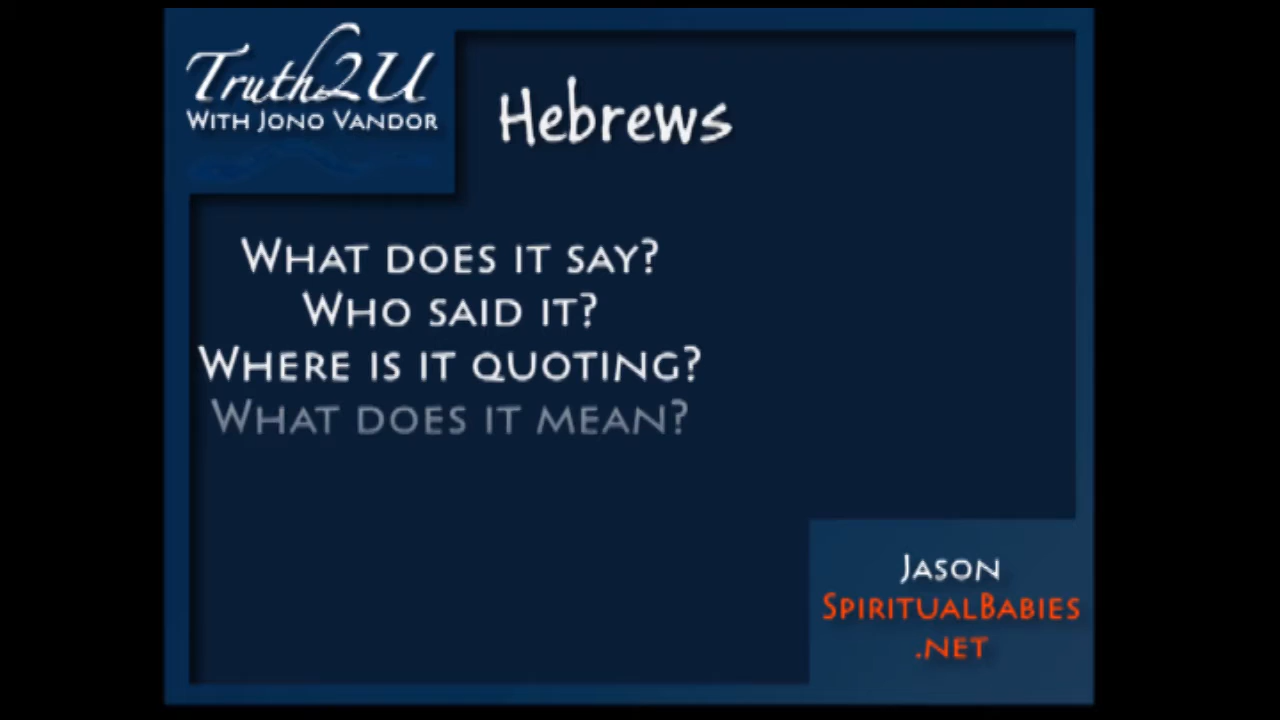 Truth2U
WITH JONO VANDOR
Hebrews
WHAT DOES IT SAY?
WHO SAID IT?
WHERE IS IT QUOTING?
WHAT DOES IT MEAN?
JASON
SPIRITUALBABIES
.NET